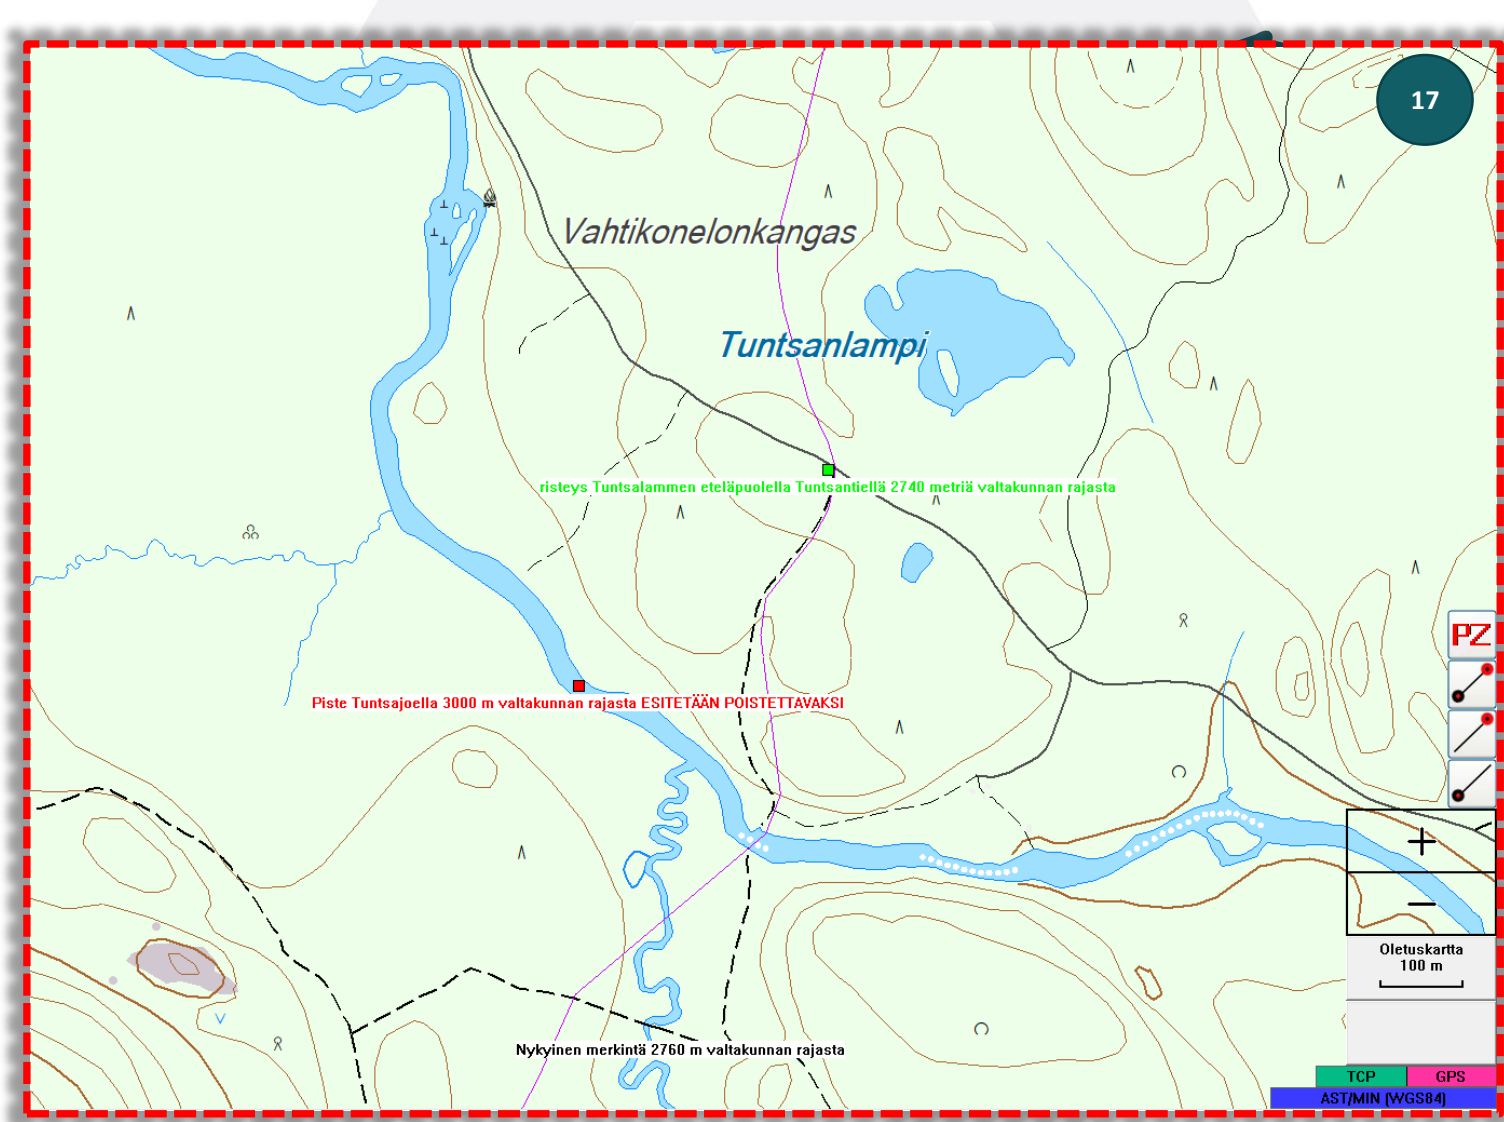 17
Vahtikonelonkangas
Tuntsanlampi
risteys Tuntsalammen eteläpuolella Tuntsantiellä 2740 metriä valtakunnan rajasta
PZ
Piste Tuntsajoella 3000 m valtakunnan rajasta ESITETÄÄN POISTETTAVAKSI
+
−
Oletuskartta
100 m
Nykyinen merkintä 2760 m valtakunnan rajasta
TCP GPS
AST/MIN (WGS84)